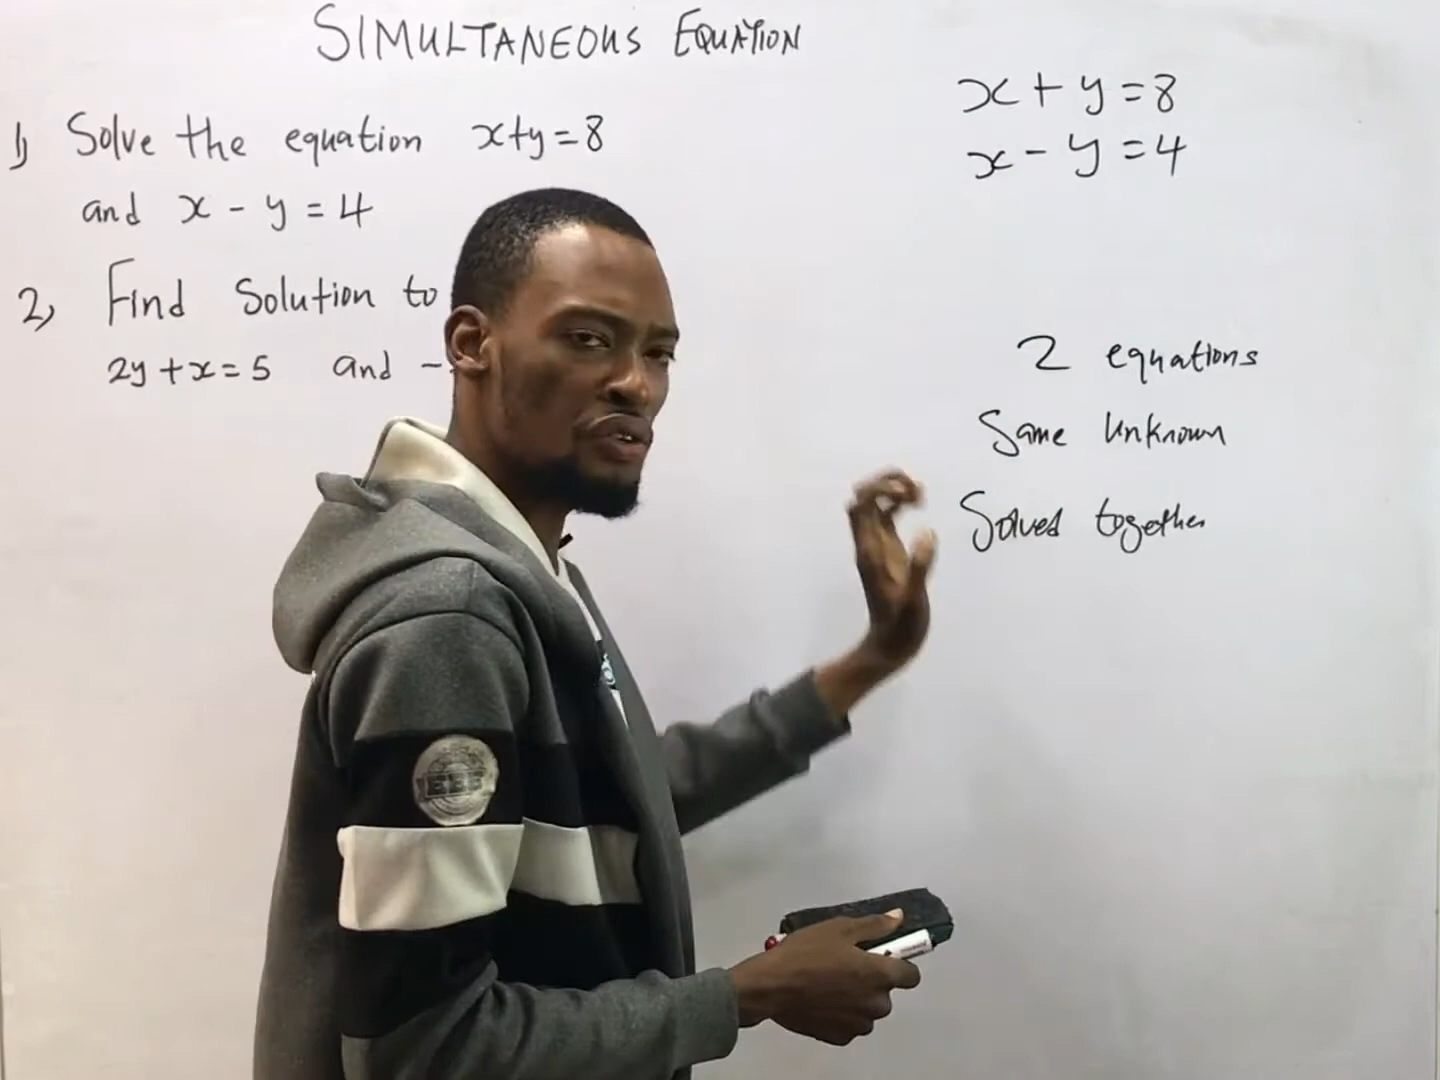 SIMULTANEOUS EQUATION
1) Solve the equation x+y=8
and x - y = 4
2) Find Solution to
2y + x = 5 and -
x + y = 8
x - y = 4
2 equations
Same Unknown
Solved together
EEE